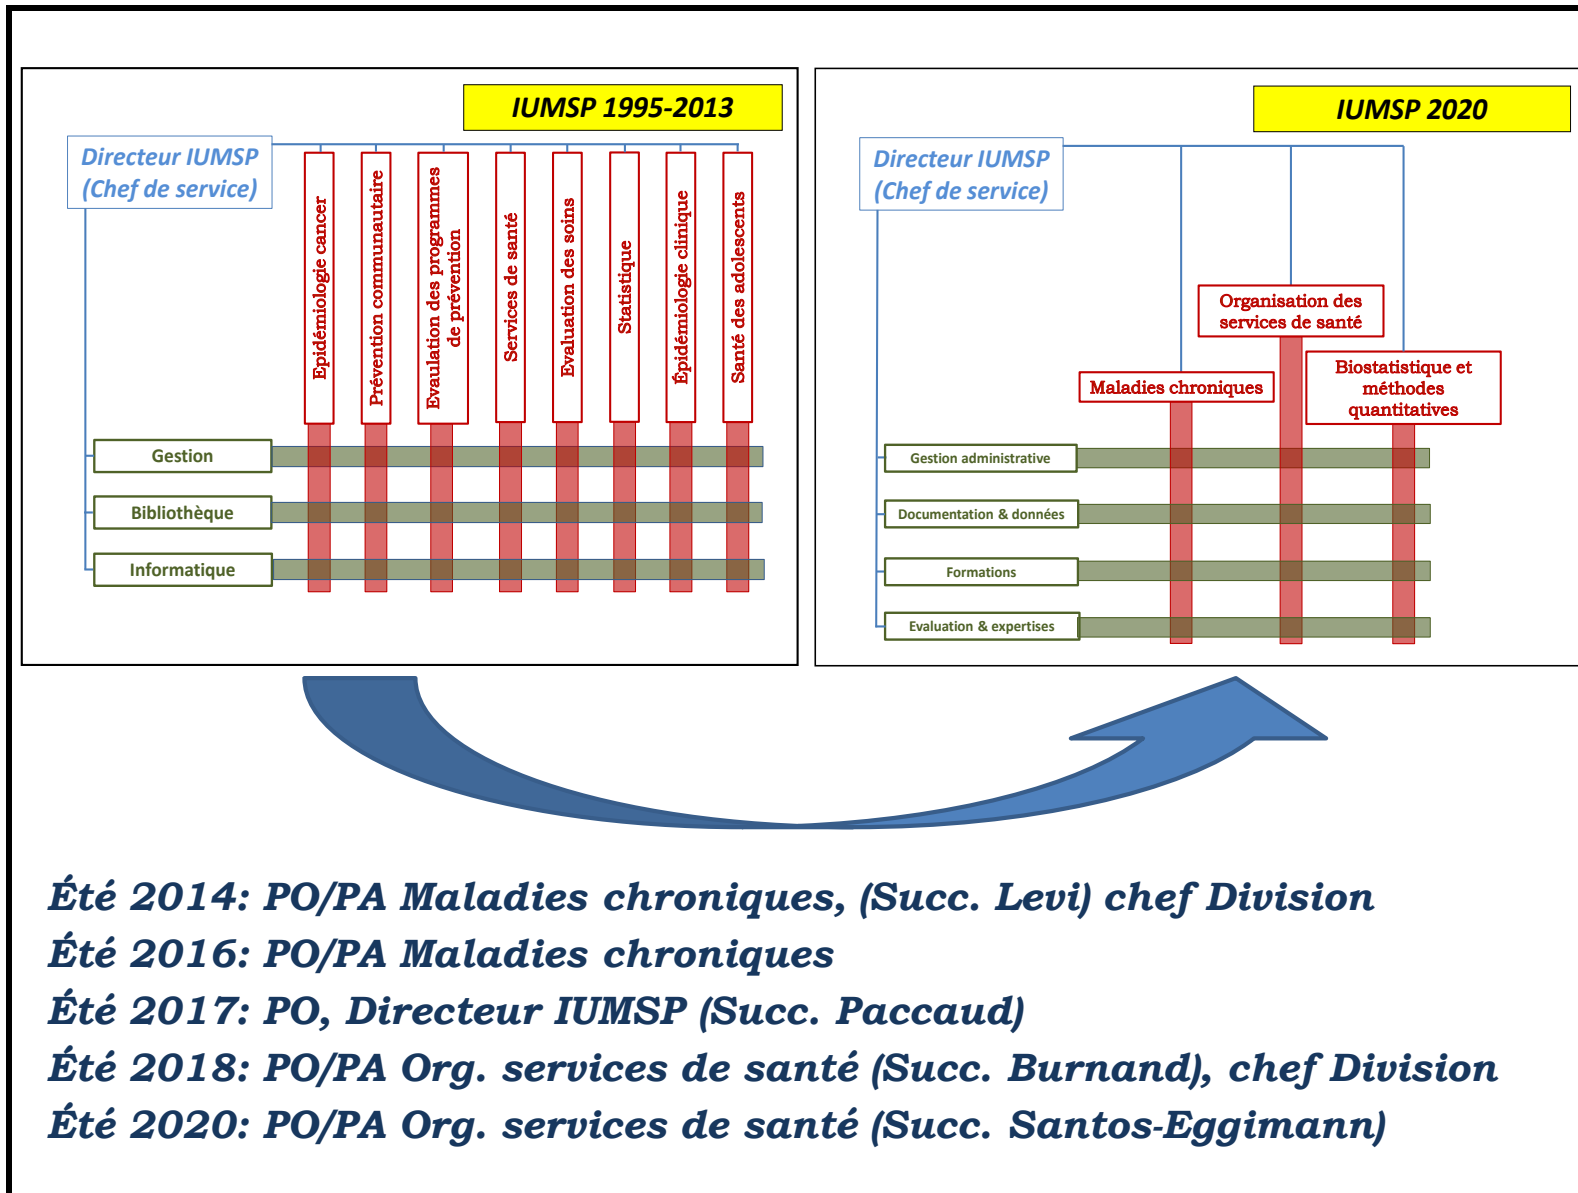 IUMSP 1995-2013
Directeur IUMSP
(Chef de service)
Epidémiologie cancer
Prévention communautaire
Evaulation des programmes
de prévention
Services de santé
Evaluation des soins
Statistique
Épidémiologie clinique
Santé des adolescents
Gestion
Bibliothèque
Informatique
IUMSP 2020
Directeur IUMSP
(Chef de service)
Organisation des
services de santé
Maladies chroniques
Biostatistique et
méthodes
quantitatives
Gestion administrative
Documentation & données
Formations
Evaluation & expertises
Été 2014: PO/PA Maladies chroniques, (Succ. Levi) chef Division
Été 2016: PO/PA Maladies chroniques
Été 2017: PO, Directeur IUMSP (Succ. Paccaud)
Été 2018: PO/PA Org. services de santé (Succ. Burnand), chef Division
Été 2020: PO/PA Org. services de santé (Succ. Santos-Eggimann)